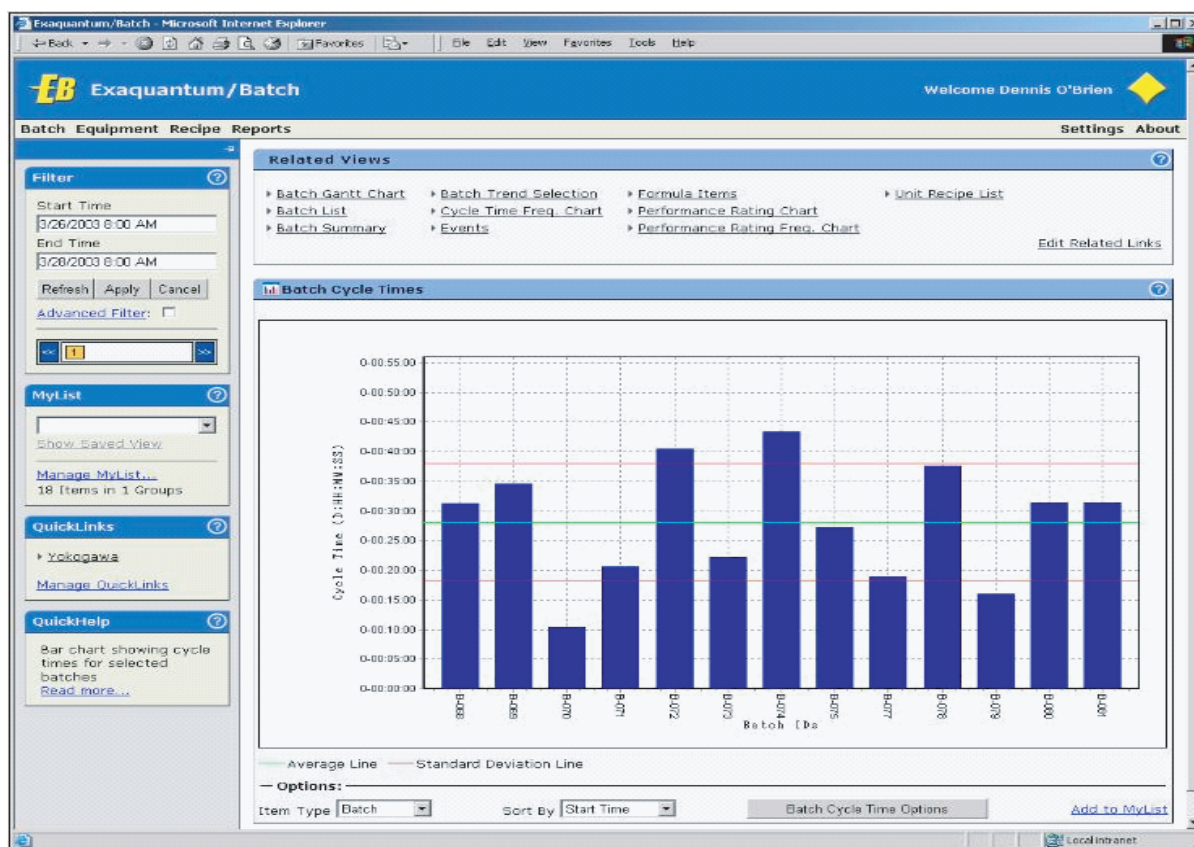 Exaquantum/Batch - Microsoft Internet Explorer
Back Favorites File Edit View Favorites Tools Help
EB Exaquantum/Batch Welcome Dennis O'Brien
Batch Equipment Recipe Reports Settings About
Filter
Start Time
3/26/2003 8:00 AM
End Time
3/28/2003 8:00 AM
Refresh Apply Cancel
Advanced Filter:
<< 1 >>
MyList
Show Saved View
Manage MyList...
18 Items in 1 Groups
QuickLinks
Yokogawa
Manage QuickLinks
QuickHelp
Bar chart showing cycle
times for selected
batches
Read more...
Related Views
Batch Gantt Chart Batch Trend Selection Formula Items Unit Recipe List
Batch List Cycle Time Freq. Chart Performance Rating Chart
Batch Summary Events Performance Rating Freq. Chart
Edit Related Links
Batch Cycle Times
Cycle Time (D:HH:MM:SS)
0-00:55:00
0-00:50:00
0-00:45:00
0-00:40:00
0-00:35:00
0-00:30:00
0-00:25:00
0-00:20:00
0-00:15:00
0-00:10:00
0-00:05:00
0-00:00:00
B-068 B-069 B-070 B-071 B-072 B-073 B-074 B-075 B-077 B-078 B-079 B-080 B-081
Batch IDs
Average Line Standard Deviation Line
Options:
Item Type Batch Sort By Start Time Batch Cycle Time Options Add to MyList
Local intranet